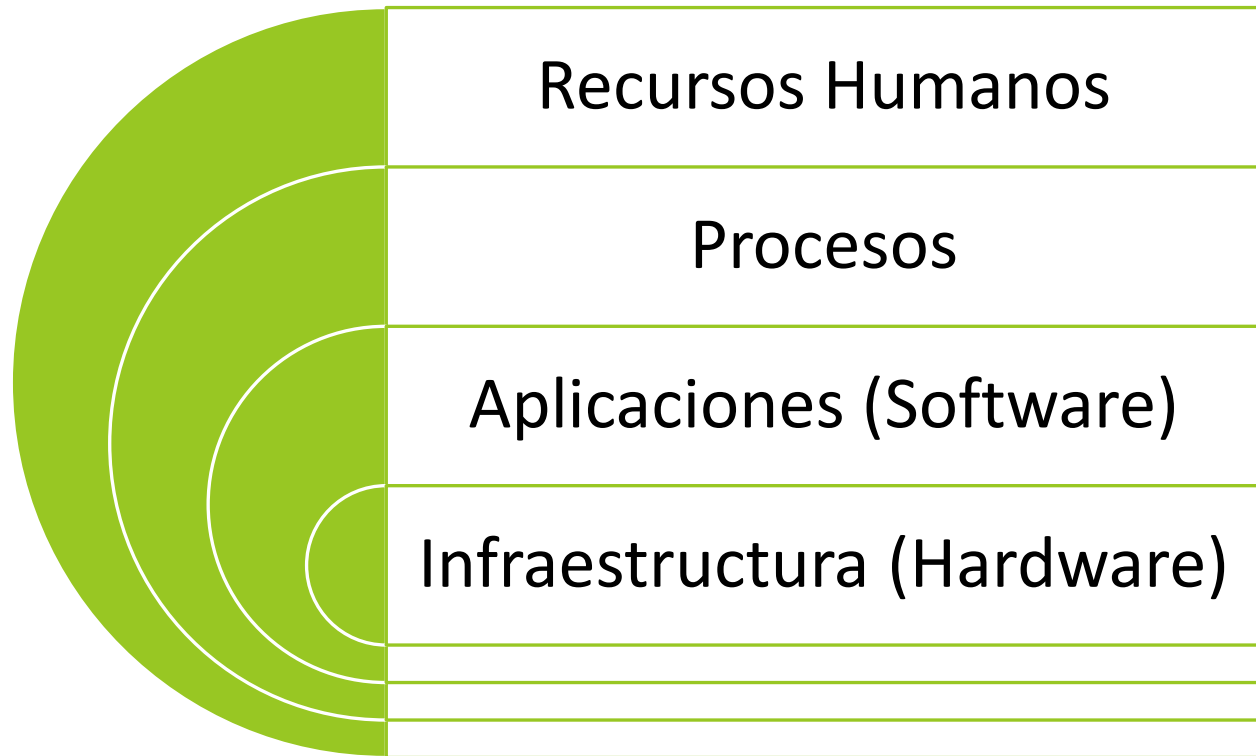 Recursos Humanos
Procesos
Aplicaciones (Software)
Infraestructura (Hardware)